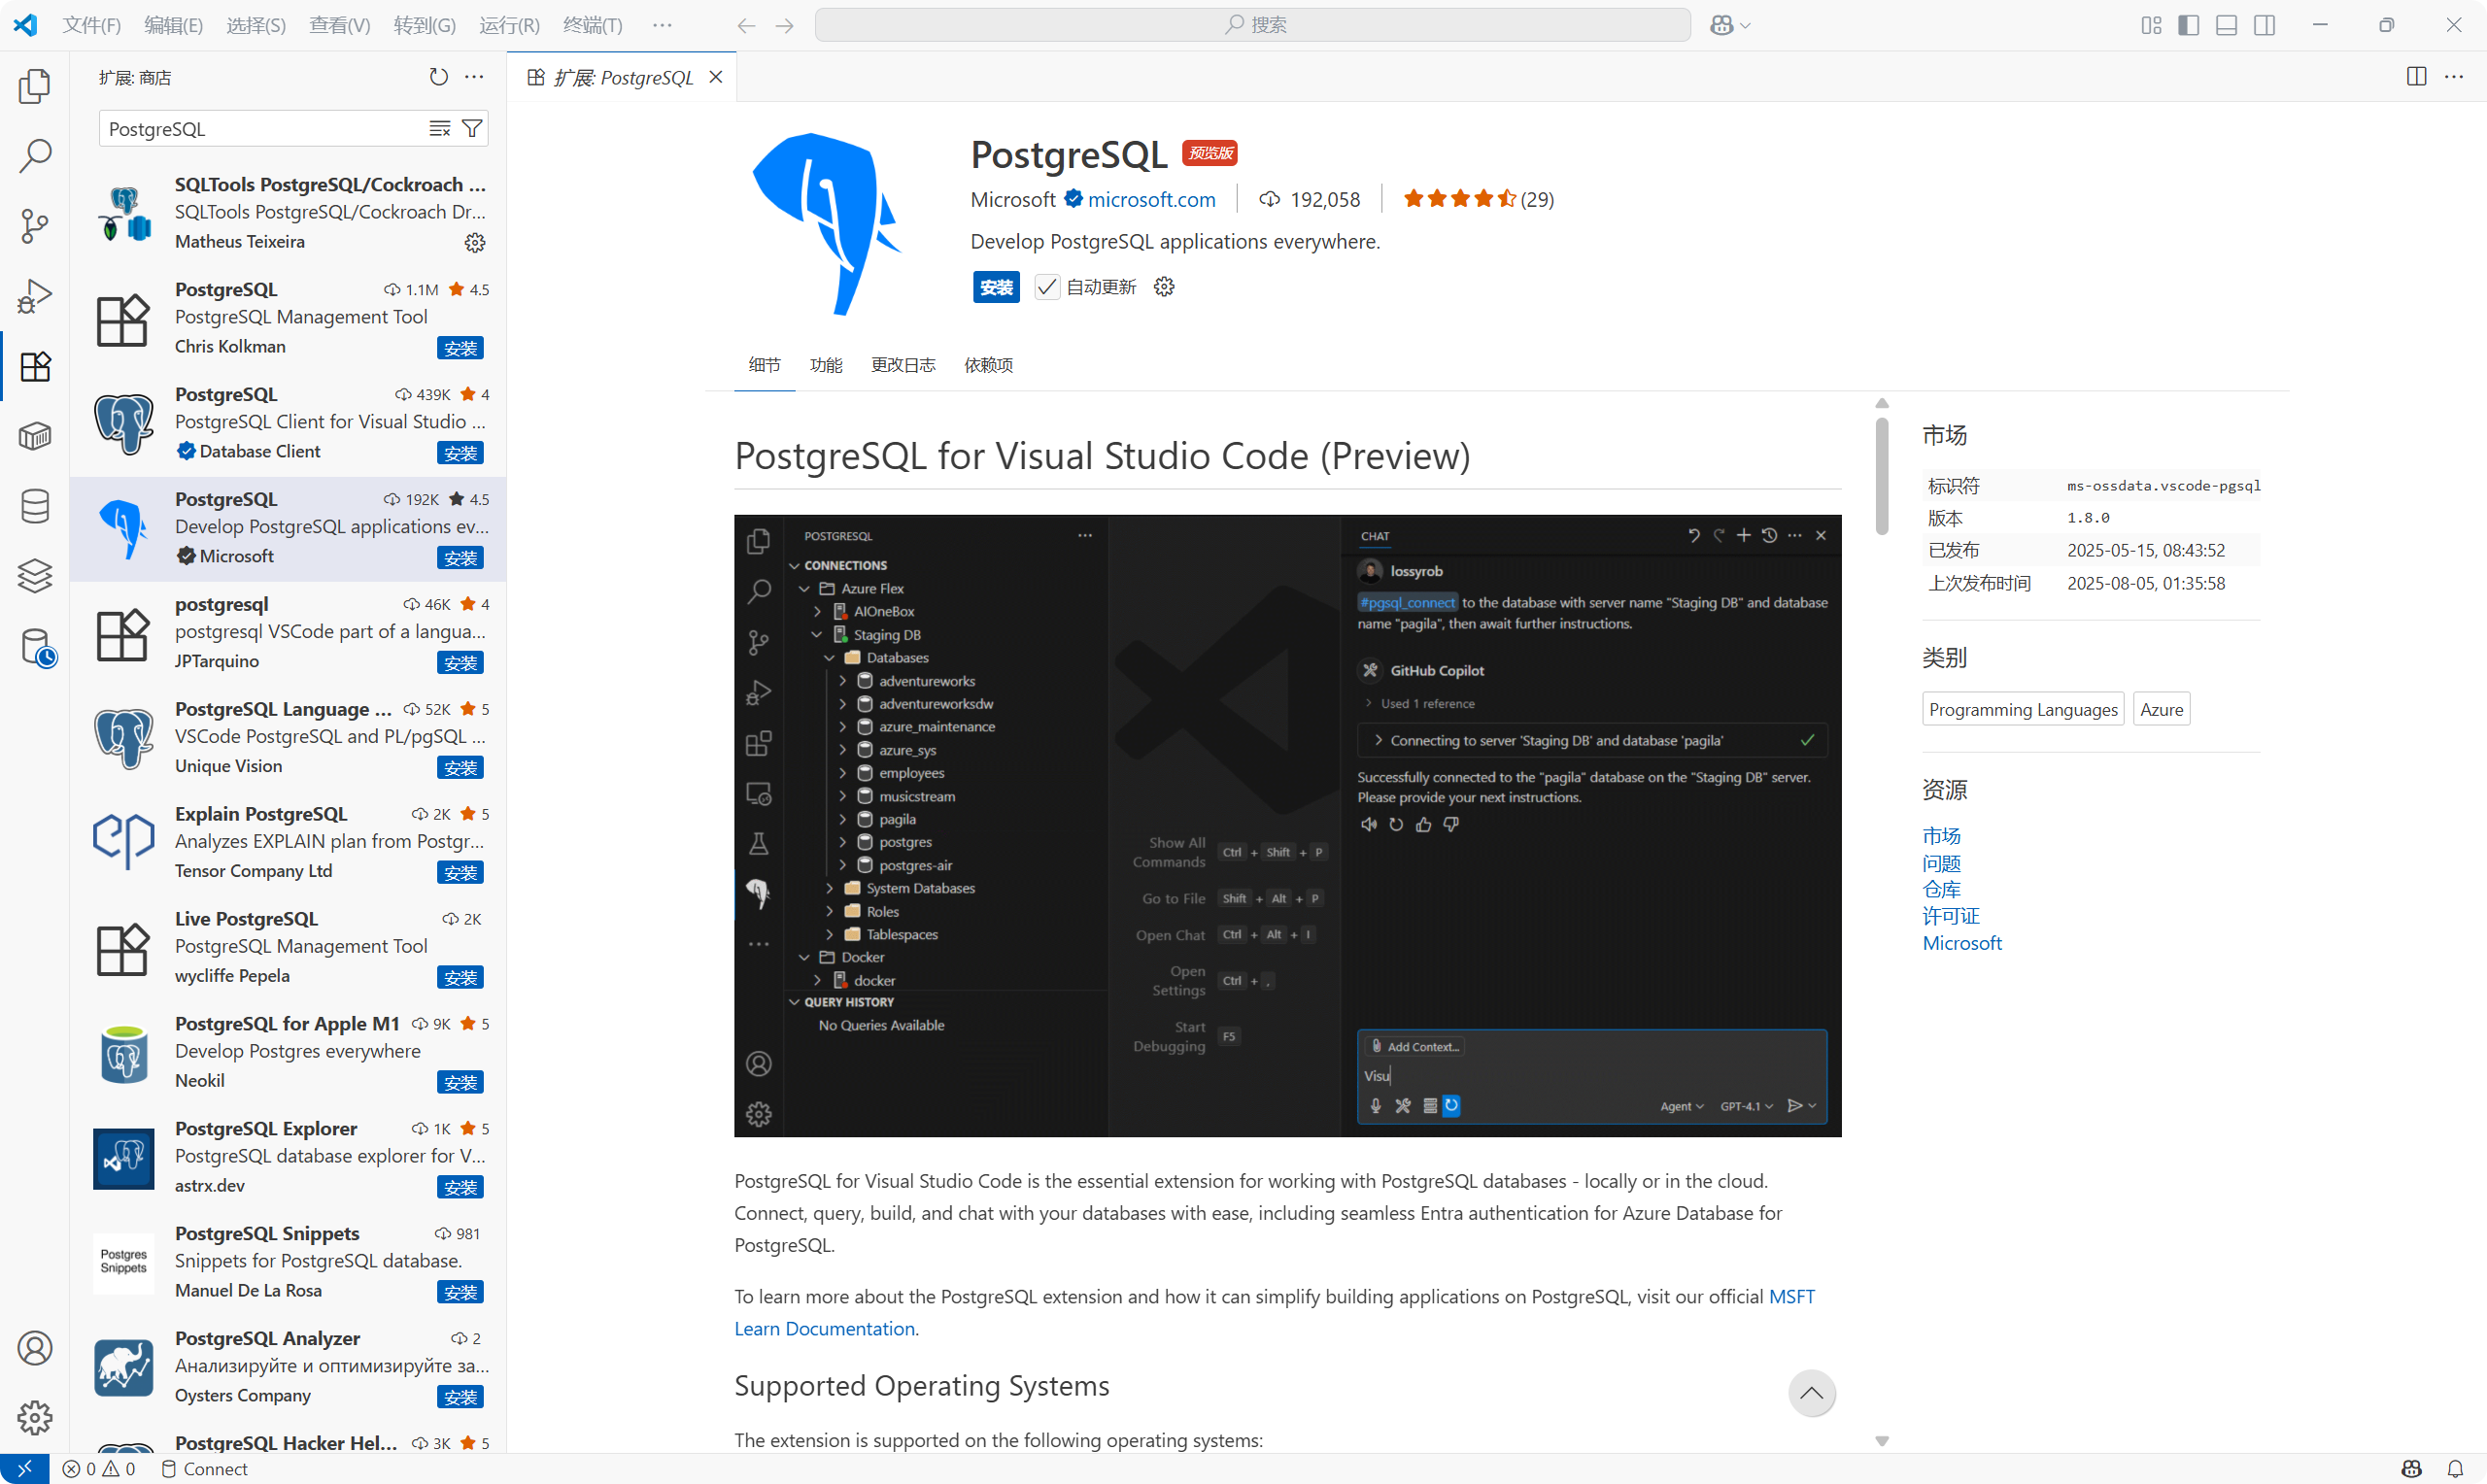 文件(F) 编辑(E) 选择(S) 查看(V) 转到(G) 运行(R) 终端(T) ··· 搜索
扩展: 商店
PostgreSQL
SQLTools PostgreSQL/Cockroach ...
SQLTools PostgreSQL/Cockroach Dr...
Matheus Teixeira
PostgreSQL 1.1M 4.5
PostgreSQL Management Tool
Chris Kolkman 安装
PostgreSQL 439K 4
PostgreSQL Client for Visual Studio ...
Database Client 安装
PostgreSQL 192K 4.5
Develop PostgreSQL applications ev...
Microsoft 安装
postgresql 46K 4
postgresql VSCode part of a langua...
JPTarquino 安装
PostgreSQL Language ... 52K 5
VSCode PostgreSQL and PL/pgSQL ...
Unique Vision 安装
Explain PostgreSQL 2K 5
Analyzes EXPLAIN plan from Postgr...
Tensor Company Ltd 安装
Live PostgreSQL 2K
PostgreSQL Management Tool
wycliffe Pepela 安装
PostgreSQL for Apple M1 9K 5
Develop Postgres everywhere
Neokil 安装
PostgreSQL Explorer 1K 5
PostgreSQL database explorer for V...
astrx.dev 安装
Postgres
Snippets
PostgreSQL Snippets 981
Snippets for PostgreSQL database.
Manuel De La Rosa 安装
PostgreSQL Analyzer 2
Анализируйте и оптимизируйте за...
Oysters Company 安装
PostgreSQL Hacker Hel... 3K 5
扩展: PostgreSQL
PostgreSQL 预览版
Microsoft microsoft.com 192,058 (29)
Develop PostgreSQL applications everywhere.
安装 自动更新
细节 功能 更改日志 依赖项
PostgreSQL for Visual Studio Code (Preview)
POSTGRESQL ···
CONNECTIONS
Azure Flex
AIOneBox
Staging DB
Databases
adventureworks
adventureworksdw
azure_maintenance
azure_sys
employees
musicstream
pagila
postgres
postgres-air
System Databases
Roles
Tablespaces
Docker
docker
QUERY HISTORY
No Queries Available
Show All
Commands Ctrl + Shift + P
Go to File Shift + Alt + P
Open Chat Ctrl + Alt + I
Open
Settings Ctrl + ,
Start
Debugging F5
CHAT
lossyrob
#pgsql_connect to the database with server name "Staging DB" and database
name "pagila", then await further instructions.
GitHub Copilot
Used 1 reference
Connecting to server 'Staging DB' and database 'pagila'
Successfully connected to the "pagila" database on the "Staging DB" server.
Please provide your next instructions.
Add Context...
Visu
Agent GPT-4.1
PostgreSQL for Visual Studio Code is the essential extension for working with PostgreSQL databases - locally or in the cloud.
Connect, query, build, and chat with your databases with ease, including seamless Entra authentication for Azure Database for
PostgreSQL.
To learn more about the PostgreSQL extension and how it can simplify building applications on PostgreSQL, visit our official MSFT
Learn Documentation.
Supported Operating Systems
The extension is supported on the following operating systems:
市场
标识符 ms-ossdata.vscode-pgsql
版本 1.8.0
已发布 2025-05-15, 08:43:52
上次发布时间 2025-08-05, 01:35:58
类别
Programming Languages Azure
资源
市场
问题
仓库
许可证
Microsoft
0 0 Connect